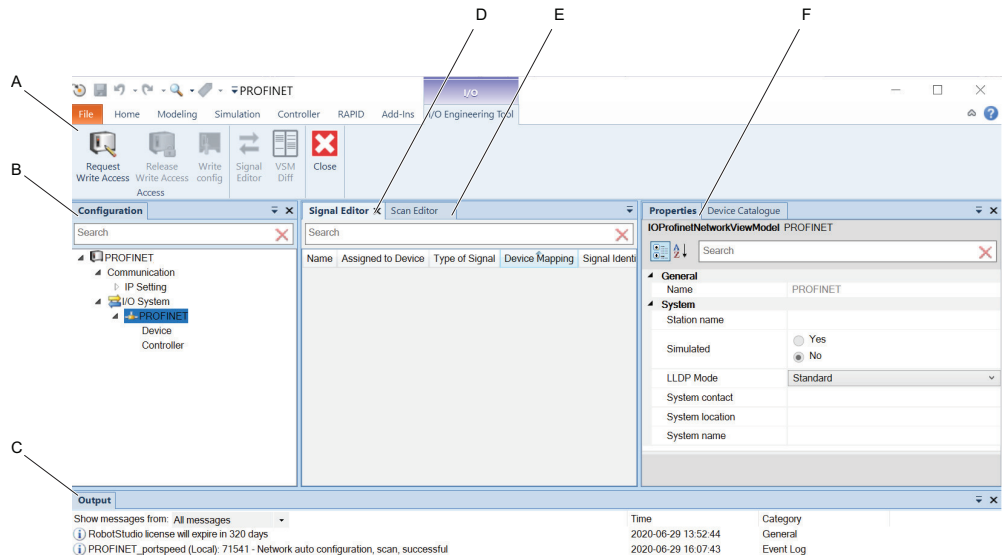 D E F
A
PROFINET I/O
File Home Modeling Simulation Controller RAPID Add-Ins I/O Engineering Tool
Request Write Access Release Write Access Write config Signal Editor VSM Diff Close
Access
B
Configuration Signal Editor Scan Editor Properties Device Catalogue
Search Search IOProfinetNetworkViewModel PROFINET
Search
Name Assigned to Device Type of Signal Device Mapping Signal Identi
PROFINET
Communication
IP Setting
I/O System
PROFINET
Device
Controller
General
Name PROFINET
System
Station name
Simulated Yes
No
LLDP Mode Standard
System contact
System location
System name
C
Output
Show messages from: All messages Time Category
RobotStudio license will expire in 320 days 2020-06-29 13:52:44 General
PROFINET_portspeed (Local): 71541 - Network auto configuration, scan, successful 2020-06-29 16:07:43 Event Log